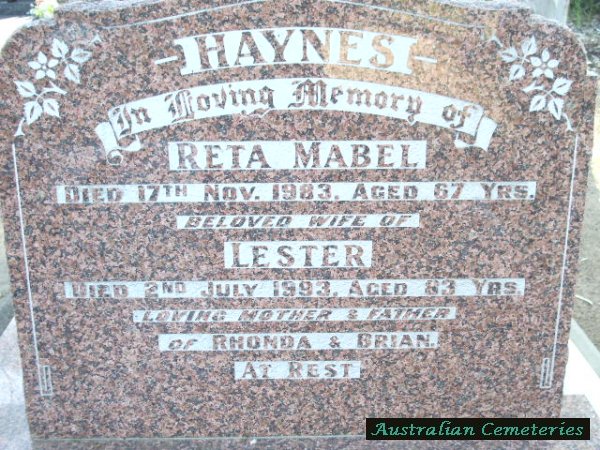 - HAYNES -
In Loving Memory of
RETA MABEL
DIED 17TH NOV. 1983, AGED 67 YRS.
BELOVED WIFE OF
LESTER
DIED 2ND JULY 1993, AGED 83 YRS
LOVING MOTHER & FATHER
OF RHONDA & BRIAN.
AT REST
Australian Cemeteries